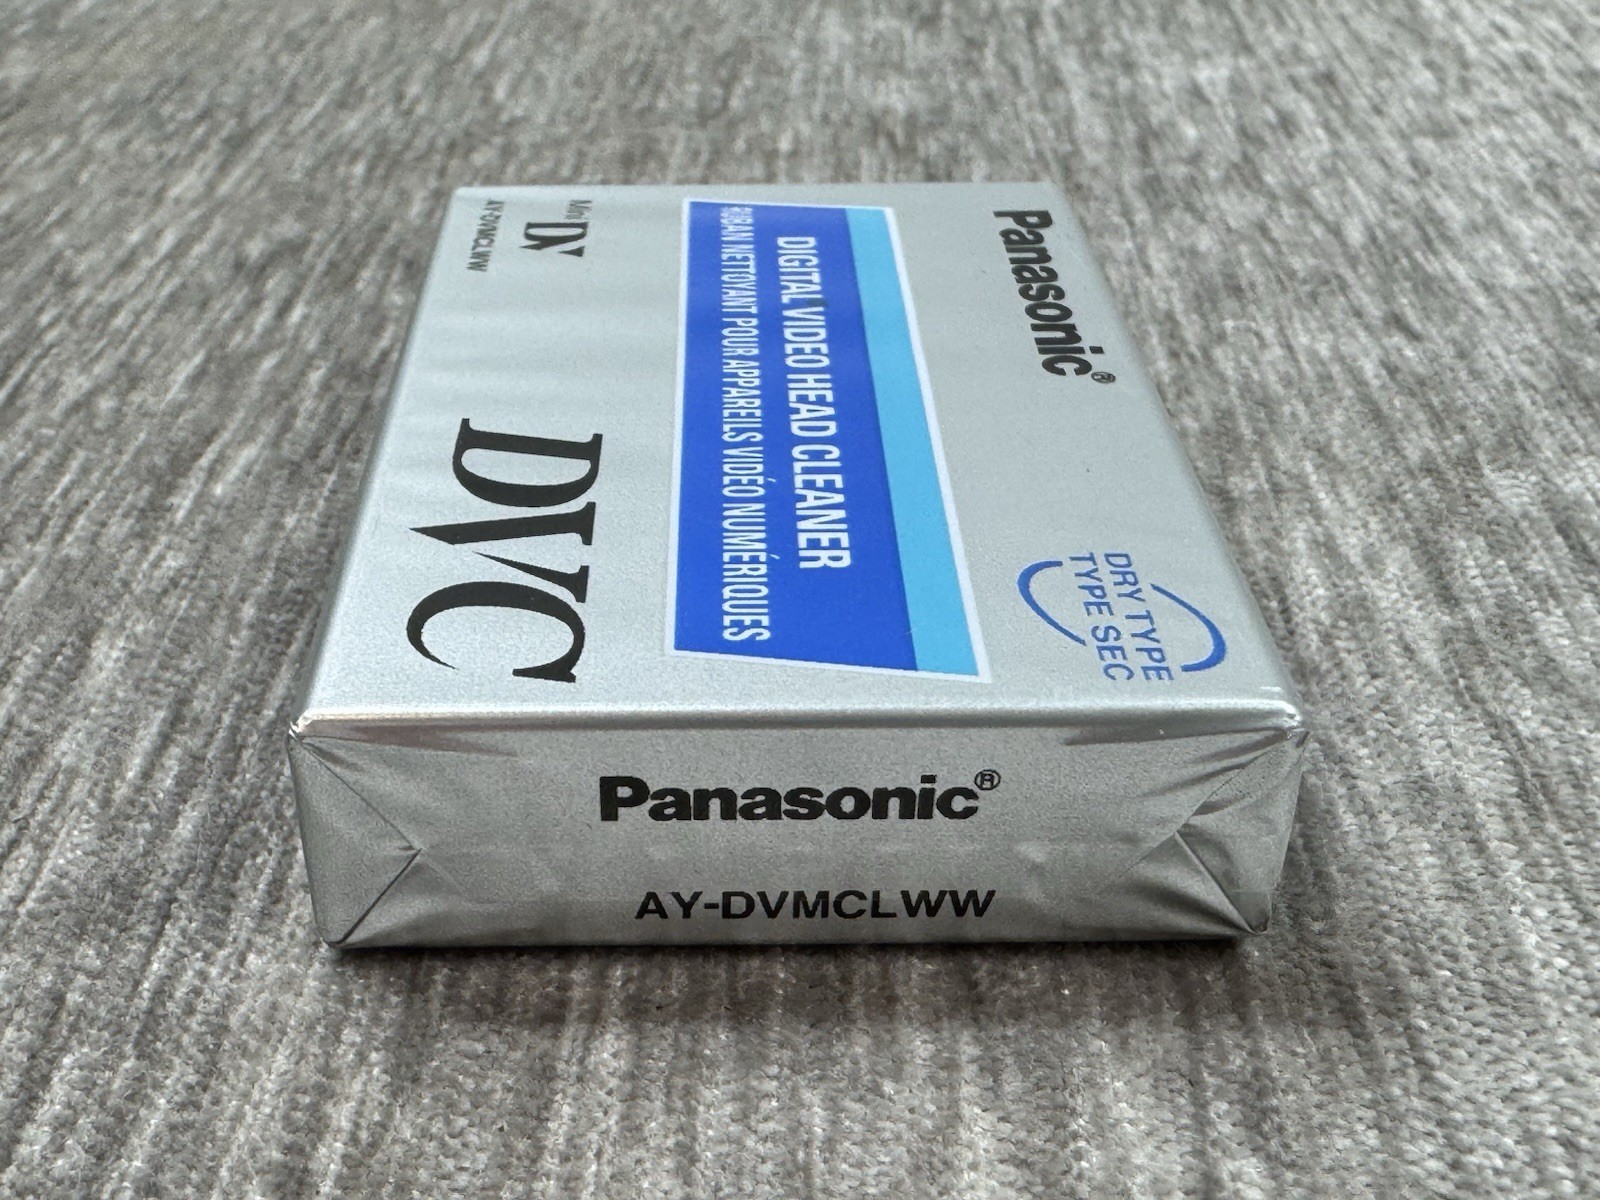 Panasonic®
DRY TYPE
TYPE SEC
DIGITAL VIDEO HEAD CLEANER
RUBAN NETTOYANT POUR APPAREILS VIDÉO NUMÉRIQUES
Mini DV
AY-DVMCLWW
DVC
Panasonic®
AY-DVMCLWW